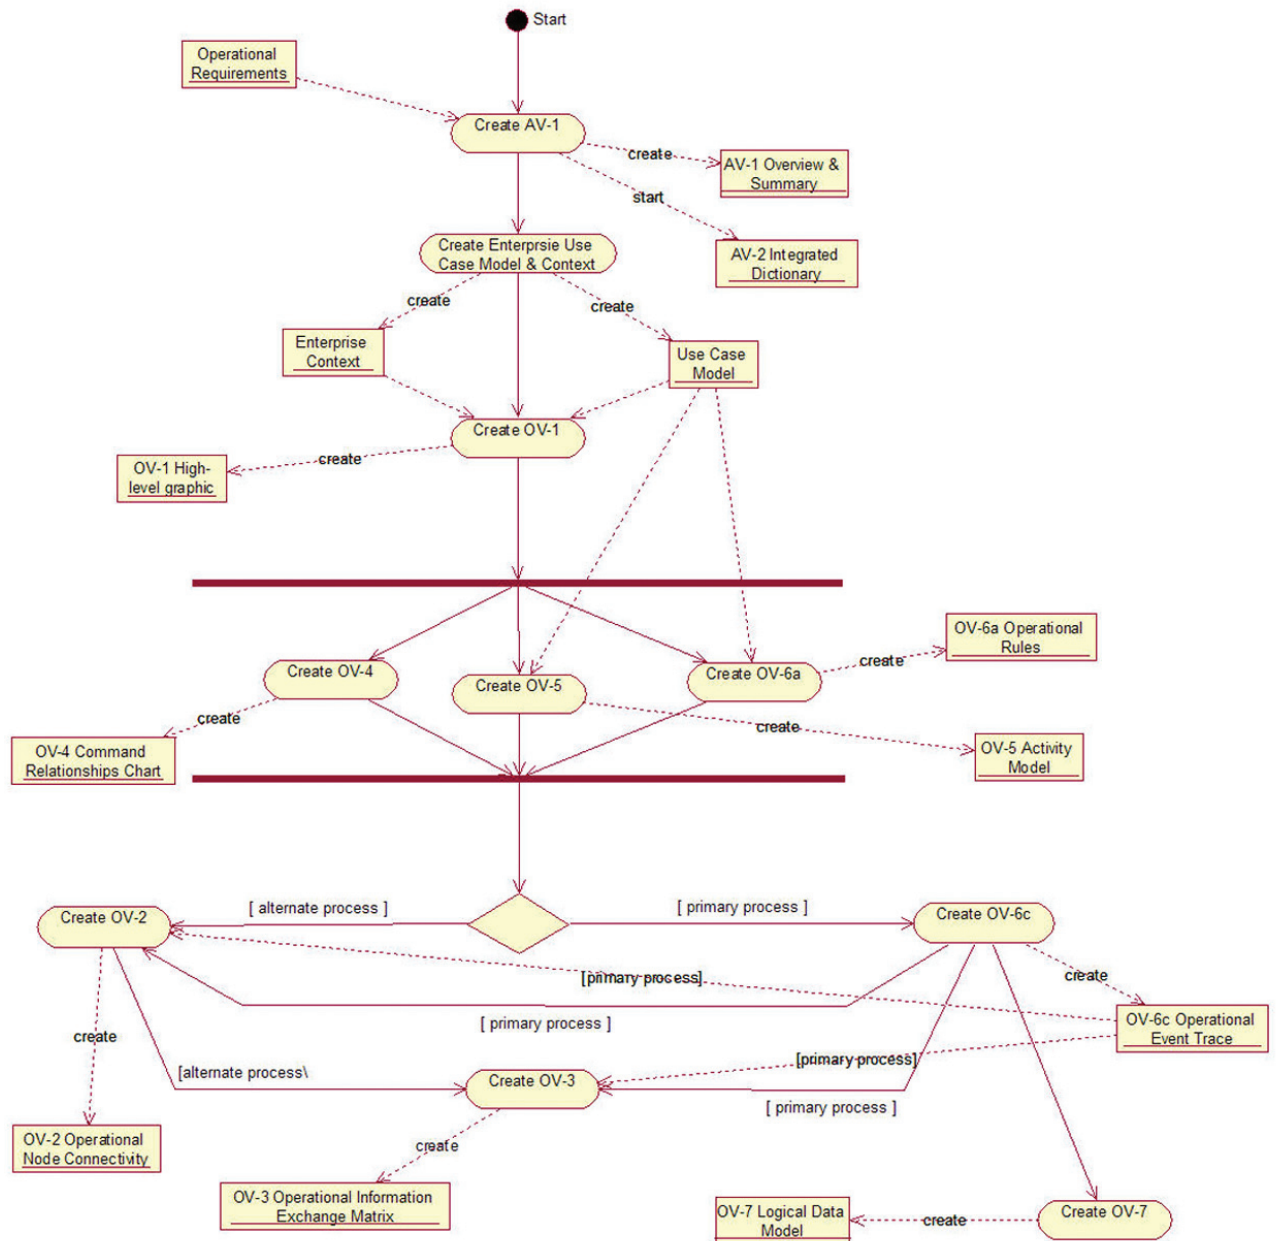 Start
Operational
Requirements
Create AV-1
create
AV-1 Overview &
Summary
start
Create Enterprsie Use
Case Model & Context
AV-2 Integrated
Dictionary
create
create
Enterprise
Context
Use Case
Model
Create OV-1
create
OV-1 High-
level graphic
OV-6a Operational
Rules
create
Create OV-4
Create OV-5
Create OV-6a
create
create
OV-4 Command
Relationships Chart
OV-5 Activity
Model
[ alternate process ]
[ primary process ]
Create OV-2
Create OV-6c
[primary process]
create
[ primary process ]
create
OV-6c Operational
Event Trace
[primary process]
[alternate process\
Create OV-3
[ primary process ]
OV-2 Operational
Node Connectivity
create
OV-3 Operational Information
Exchange Matrix
OV-7 Logical Data
Model
create
Create OV-7